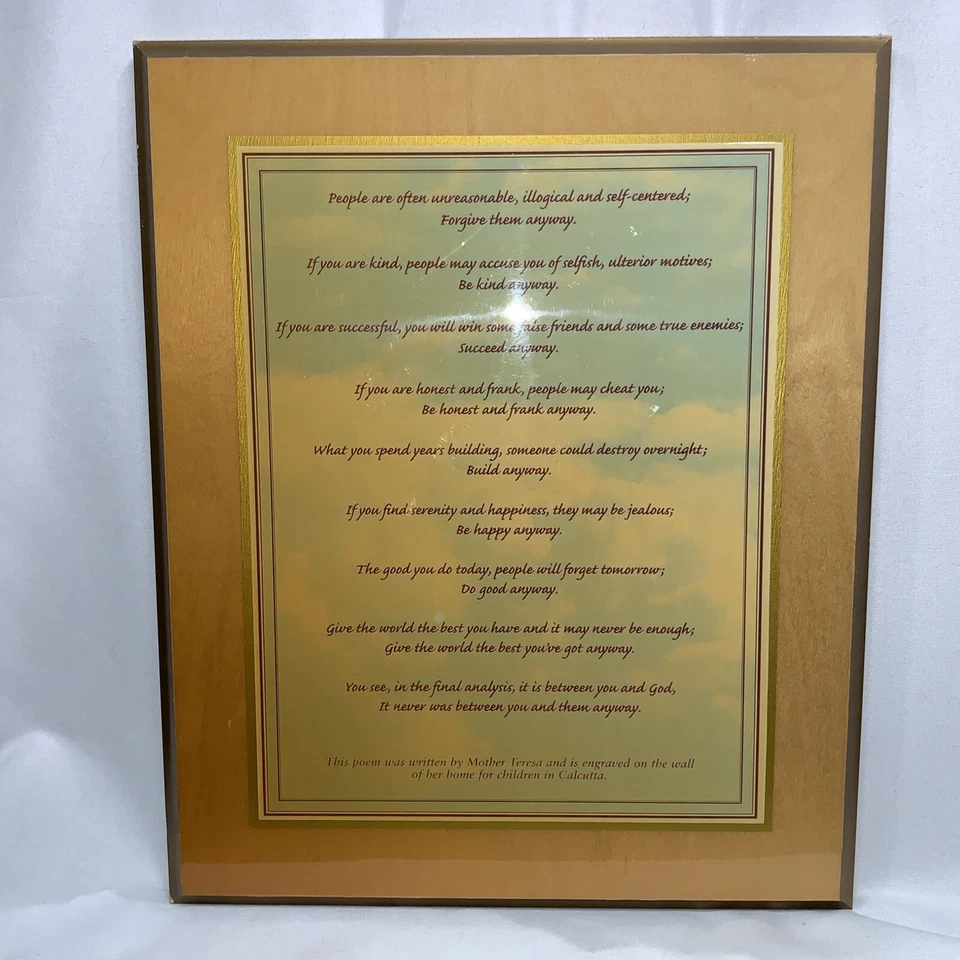 People are often unreasonable, illogical and self-centered;
Forgive them anyway.
If you are kind, people may accuse you of selfish, ulterior motives;
Be kind anyway.
If you are successful, you will win some false friends and some true enemies;
Succeed anyway.
If you are honest and frank, people may cheat you;
Be honest and frank anyway.
What you spend years building, someone could destroy overnight;
Build anyway.
If you find serenity and happiness, they may be jealous;
Be happy anyway.
The good you do today, people will forget tomorrow;
Do good anyway.
Give the world the best you have and it may never be enough;
Give the world the best you've got anyway.
You see, in the final analysis, it is between you and God,
It never was between you and them anyway.
This poem was written by Mother Teresa and is engraved on the wall
of her home for children in Calcutta.